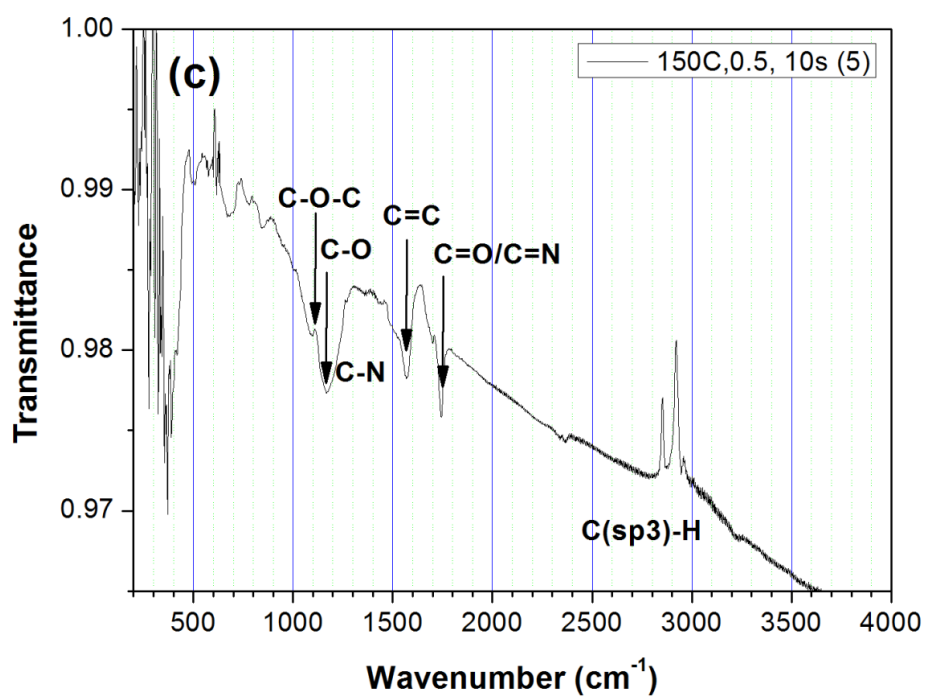 1.00
150C,0.5, 10s (5)
(c)
0.99
C-O-C
C=C
C-O
C=O/C=N
0.98
C-N
0.97
C(sp3)-H
Transmittance
500 1000 1500 2000 2500 3000 3500 4000
Wavenumber (cm⁻¹)